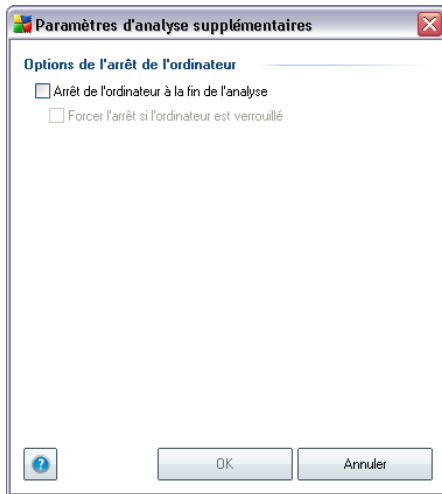 Paramètres d'analyse supplémentaires
Options de l'arrêt de l'ordinateur
Arrêt de l'ordinateur à la fin de l'analyse
Forcer l'arrêt si l'ordinateur est verrouillé
?
OK
Annuler